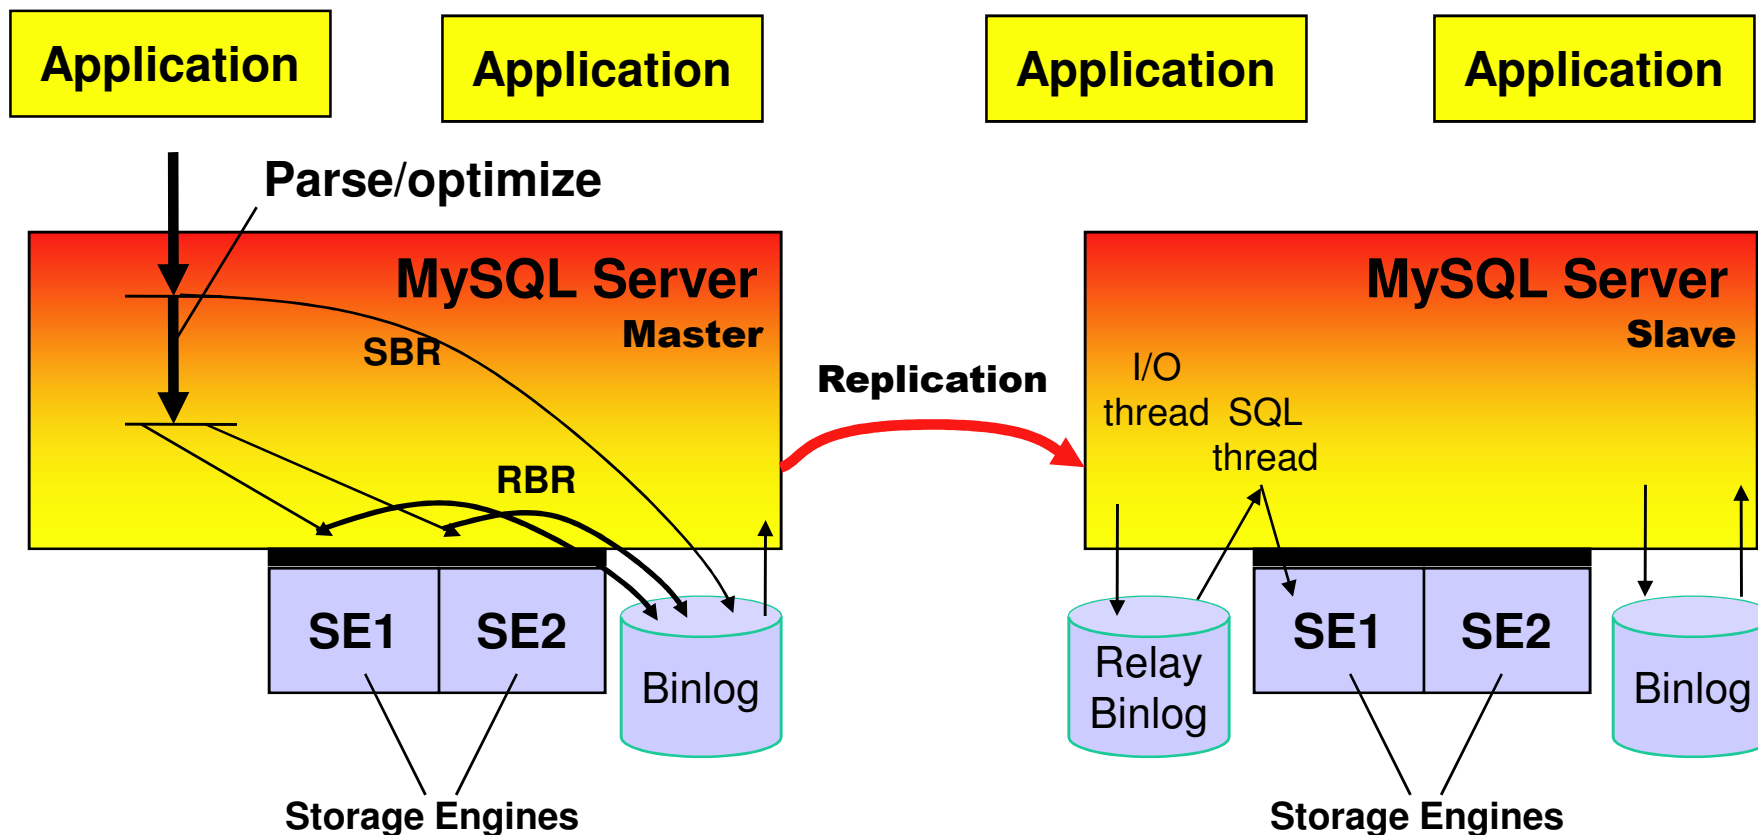 Application
Application
Application
Application
Parse/optimize
MySQL Server
Master
SBR
RBR
SE1
SE2
Binlog
Storage Engines
Replication
MySQL Server
Slave
I/O
thread
SQL
thread
Relay
Binlog
SE1
SE2
Binlog
Storage Engines